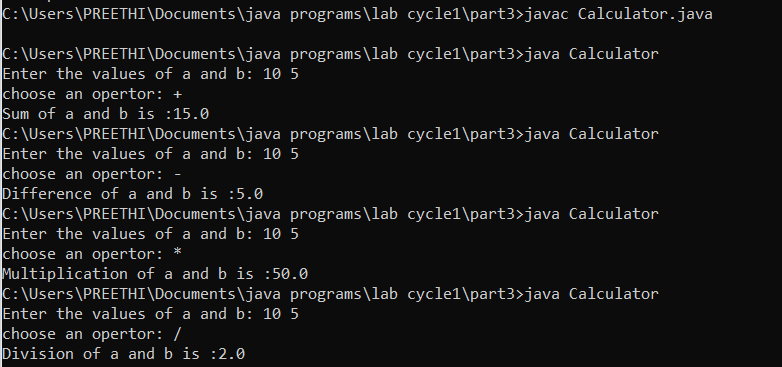 C:\Users\PREETHI\Documents\java programs\lab cycle1\part3>javac Calculator.java
C:\Users\PREETHI\Documents\java programs\lab cycle1\part3>java Calculator
Enter the values of a and b: 10 5
choose an opertor: +
Sum of a and b is :15.0
C:\Users\PREETHI\Documents\java programs\lab cycle1\part3>java Calculator
Enter the values of a and b: 10 5
choose an opertor: -
Difference of a and b is :5.0
C:\Users\PREETHI\Documents\java programs\lab cycle1\part3>java Calculator
Enter the values of a and b: 10 5
choose an opertor: *
Multiplication of a and b is :50.0
C:\Users\PREETHI\Documents\java programs\lab cycle1\part3>java Calculator
Enter the values of a and b: 10 5
choose an opertor: /
Division of a and b is :2.0